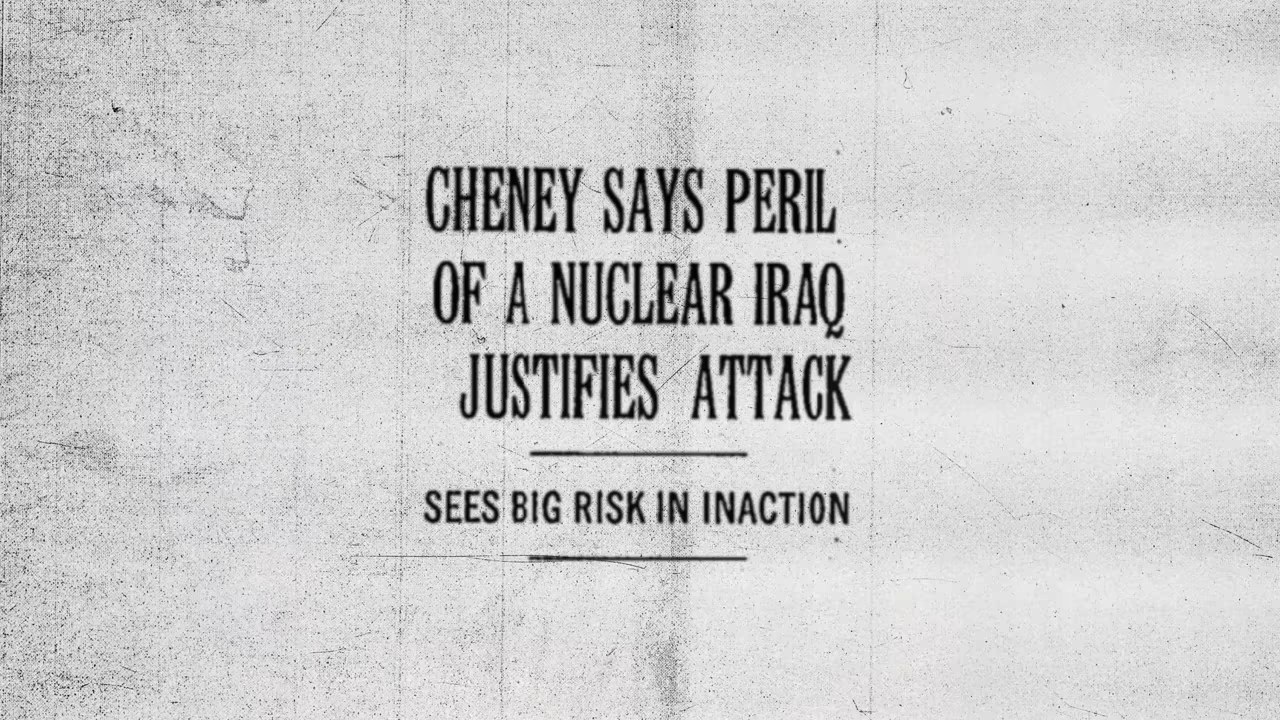 CHENEY SAYS PERIL
OF A NUCLEAR IRAQ
JUSTIFIES ATTACK
SEES BIG RISK IN INACTION